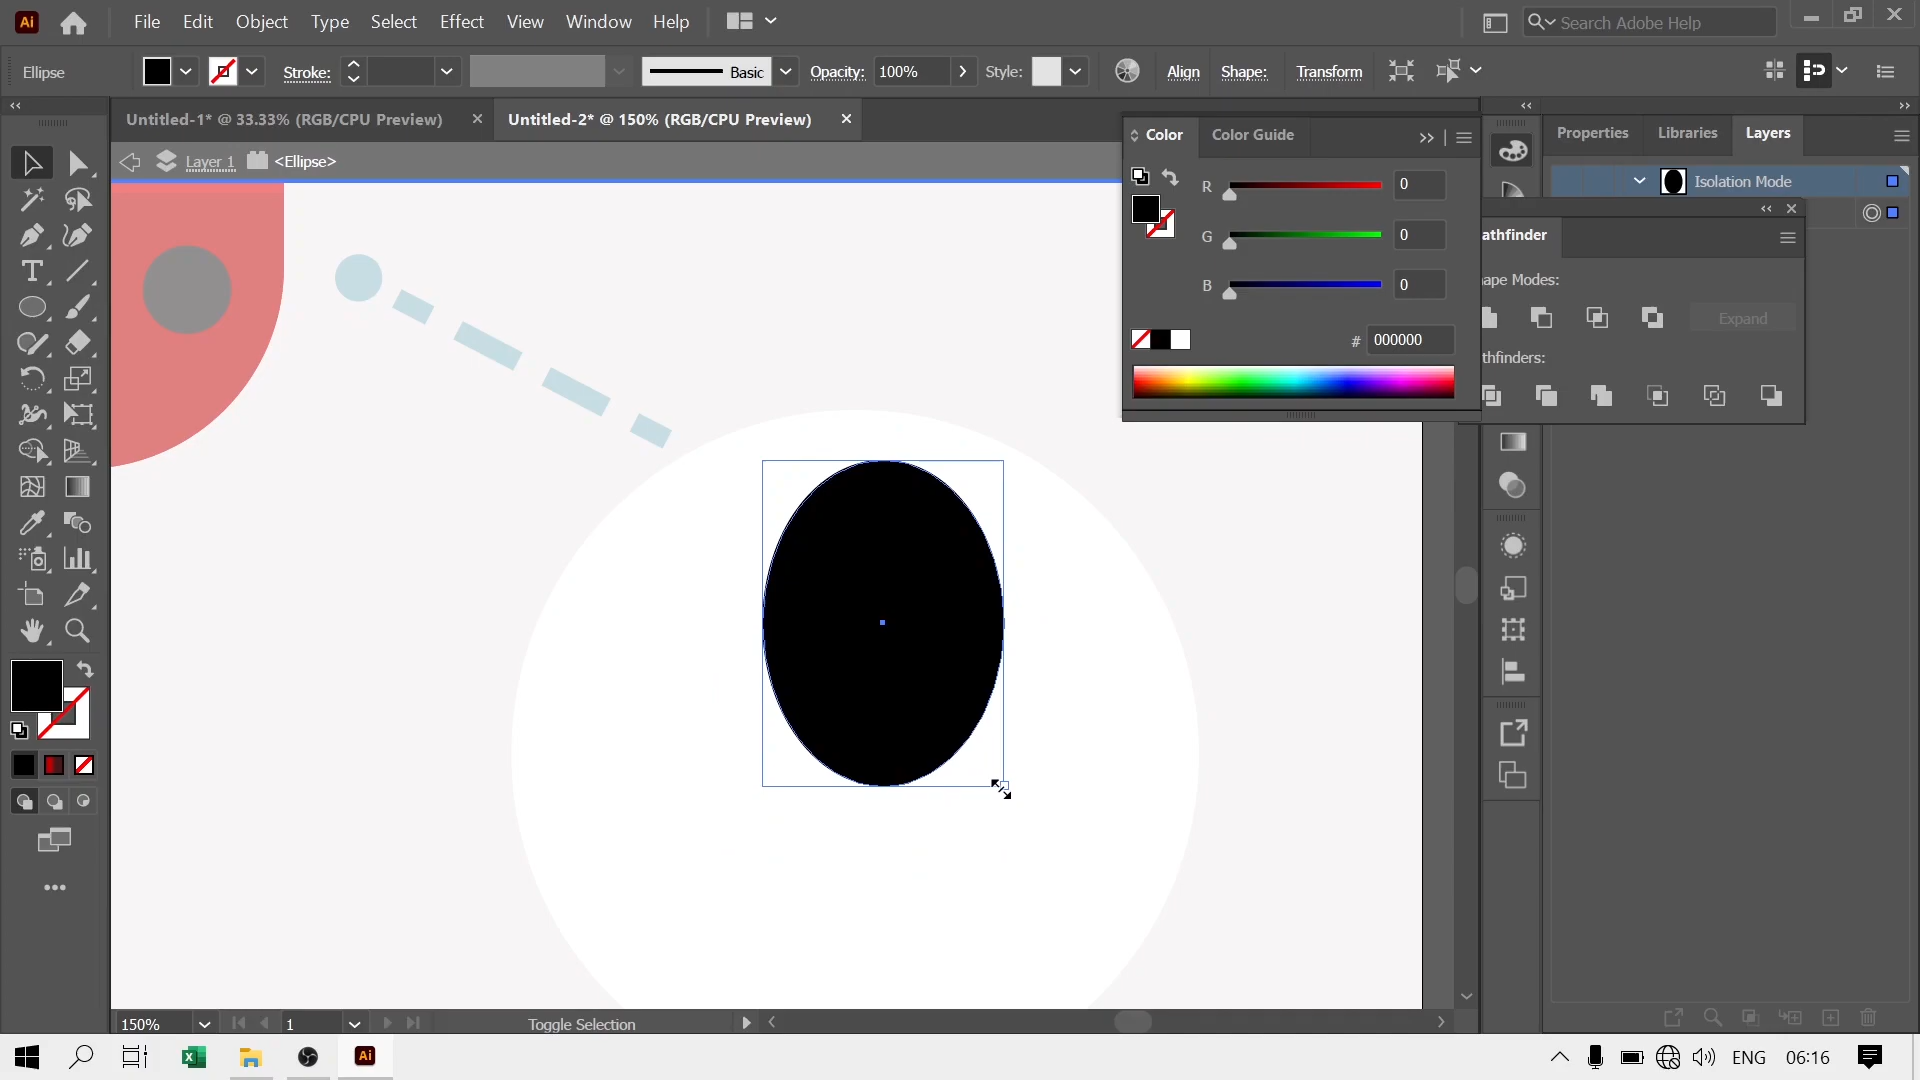 Ai File Edit Object Type Select Effect View Window Help Search Adobe Help
Ellipse Stroke: Basic Opacity: 100% Style: Align Shape: Transform
Untitled-1* @ 33.33% (RGB/CPU Preview) Untitled-2* @ 150% (RGB/CPU Preview)
Layer 1 <Ellipse>
Color Color Guide
R 0
G 0
B 0
# 000000
Properties Libraries Layers
Isolation Mode
athfinder
hape Modes:
Expand
thfinders:
150% 1 Toggle Selection
Ai ENG 06:16